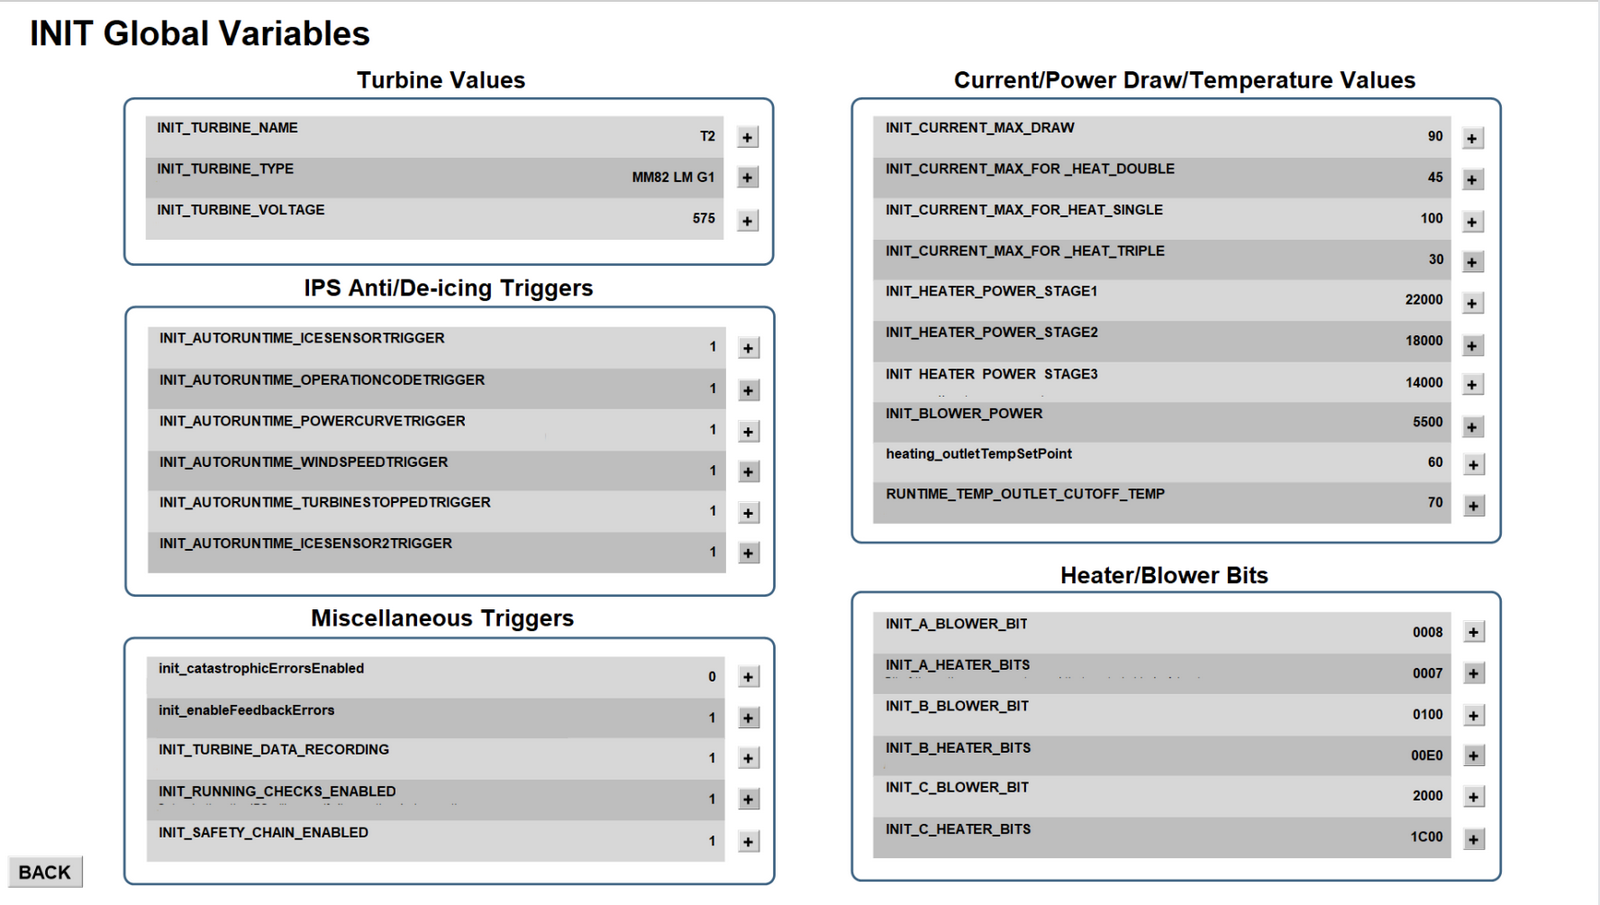 INIT Global Variables
Turbine Values
INIT_TURBINE_NAME T2 +
INIT_TURBINE_TYPE MM82 LM G1 +
INIT_TURBINE_VOLTAGE 575 +
IPS Anti/De-icing Triggers
INIT_AUTORUNTIME_ICESENSORTRIGGER 1 +
INIT_AUTORUNTIME_OPERATIONCODETRIGGER 1 +
INIT_AUTORUNTIME_POWERCURVETRIGGER 1 +
INIT_AUTORUNTIME_WINDSPEEDTRIGGER 1 +
INIT_AUTORUNTIME_TURBINESTOPPEDTRIGGER 1 +
INIT_AUTORUNTIME_ICESENSOR2TRIGGER 1 +
Miscellaneous Triggers
init_catastrophicErrorsEnabled 0 +
init_enableFeedbackErrors 1 +
INIT_TURBINE_DATA_RECORDING 1 +
INIT_RUNNING_CHECKS_ENABLED 1 +
INIT_SAFETY_CHAIN_ENABLED 1 +
BACK
Current/Power Draw/Temperature Values
INIT_CURRENT_MAX_DRAW 90 +
INIT_CURRENT_MAX_FOR _HEAT_DOUBLE 45 +
INIT_CURRENT_MAX_FOR_HEAT_SINGLE 100 +
INIT_CURRENT_MAX_FOR _HEAT_TRIPLE 30 +
INIT_HEATER_POWER_STAGE1 22000 +
INIT_HEATER_POWER_STAGE2 18000 +
INIT HEATER POWER STAGE3 14000 +
INIT_BLOWER_POWER 5500 +
heating_outletTempSetPoint 60 +
RUNTIME_TEMP_OUTLET_CUTOFF_TEMP 70 +
Heater/Blower Bits
INIT_A_BLOWER_BIT 0008 +
INIT_A_HEATER_BITS 0007 +
INIT_B_BLOWER_BIT 0100 +
INIT_B_HEATER_BITS 00E0 +
INIT_C_BLOWER_BIT 2000 +
INIT_C_HEATER_BITS 1C00 +